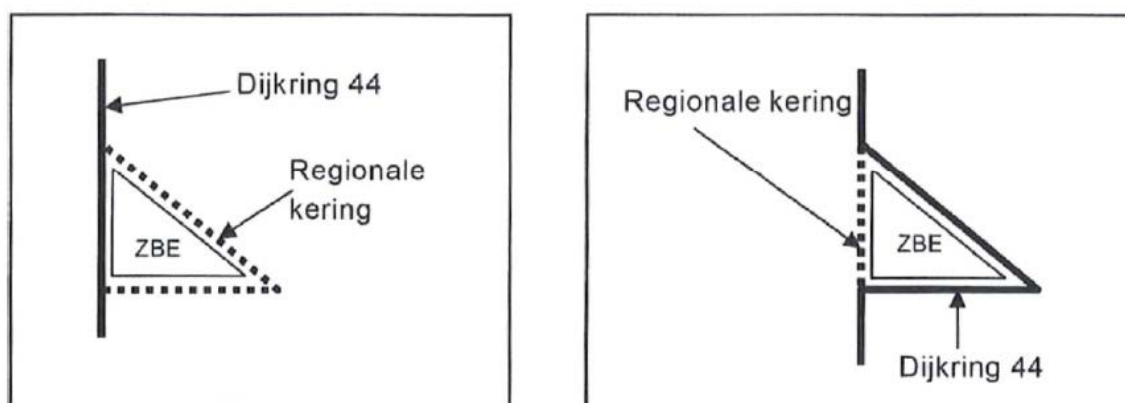 Dijkring 44
Regionale
kering
ZBE
Regionale kering
ZBE
Dijkring 44